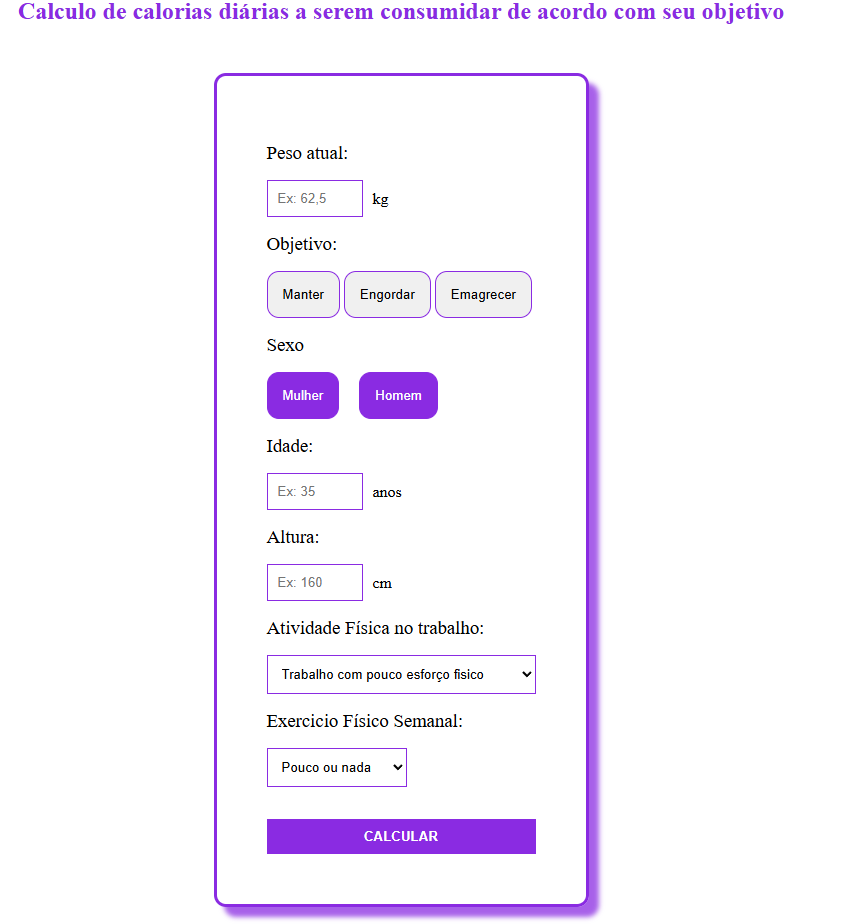 Calculo de calorias diárias a serem consumidar de acordo com seu objetivo
Peso atual:
Ex: 62,5 kg
Objetivo:
Manter Engordar Emagrecer
Sexo
Mulher Homem
Idade:
Ex: 35 anos
Altura:
Ex: 160 cm
Atividade Física no trabalho:
Trabalho com pouco esforço fisico
Exercicio Físico Semanal:
Pouco ou nada
CALCULAR